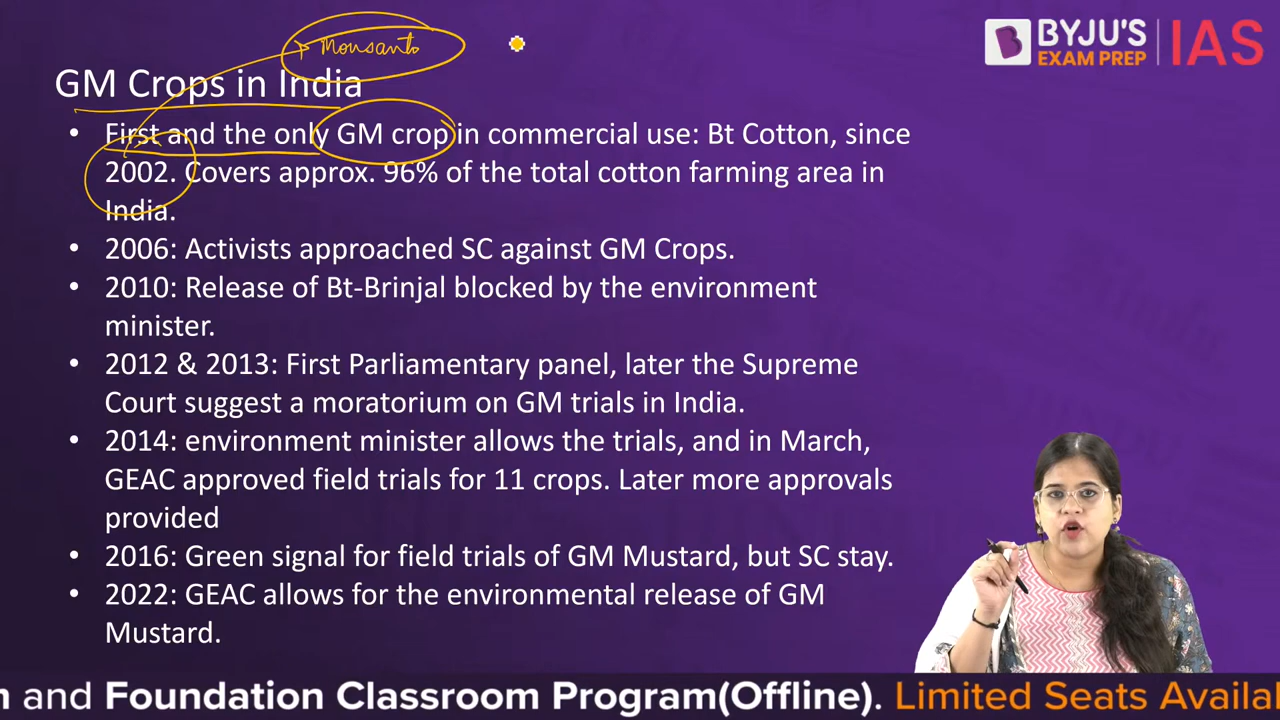 Monsanto
BYJU'S
EXAM PREP
IAS
GM Crops in India
• First and the only GM crop in commercial use: Bt Cotton, since
2002. Covers approx. 96% of the total cotton farming area in
India.
• 2006: Activists approached SC against GM Crops.
• 2010: Release of Bt-Brinjal blocked by the environment
minister.
• 2012 & 2013: First Parliamentary panel, later the Supreme
Court suggest a moratorium on GM trials in India.
• 2014: environment minister allows the trials, and in March,
GEAC approved field trials for 11 crops. Later more approvals
provided
• 2016: Green signal for field trials of GM Mustard, but SC stay.
• 2022: GEAC allows for the environmental release of GM
Mustard.
and Foundation Classroom Program(Offline). Limited Seats Availa